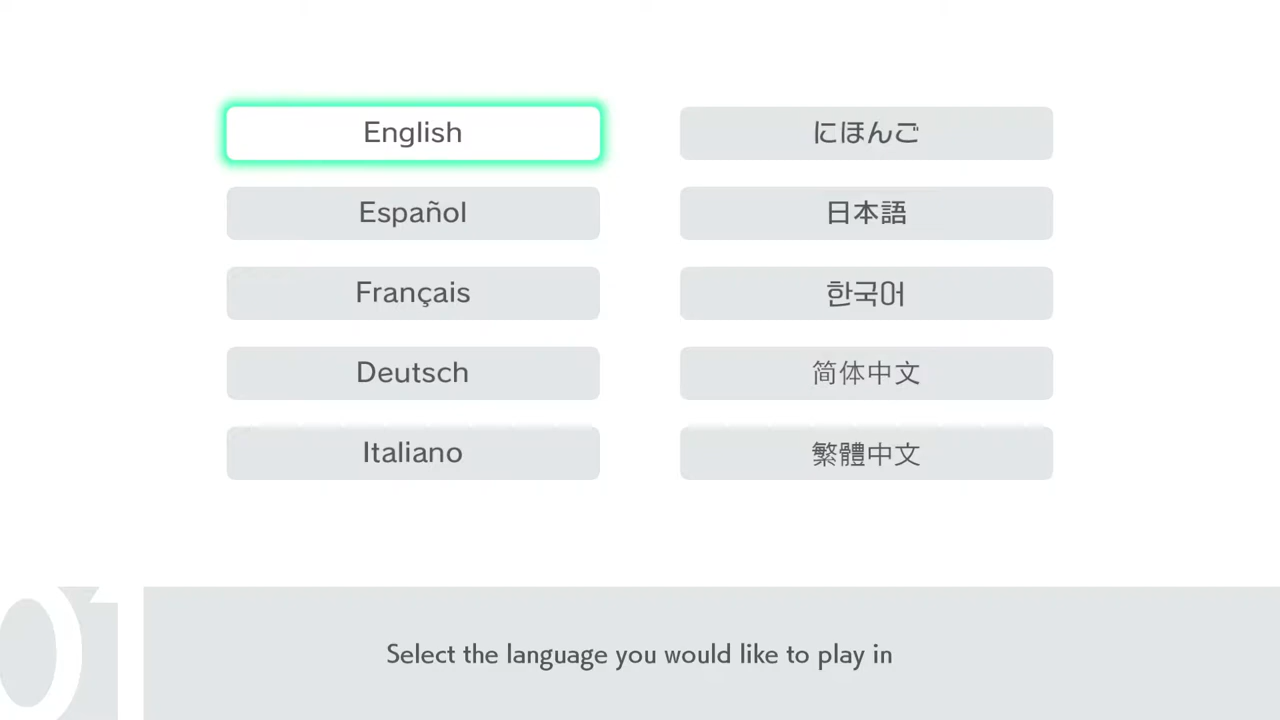 English
Español
Français
Deutsch
Italiano
にほんご
日本語
한국어
简体中文
繁體中文
01
Select the language you would like to play in